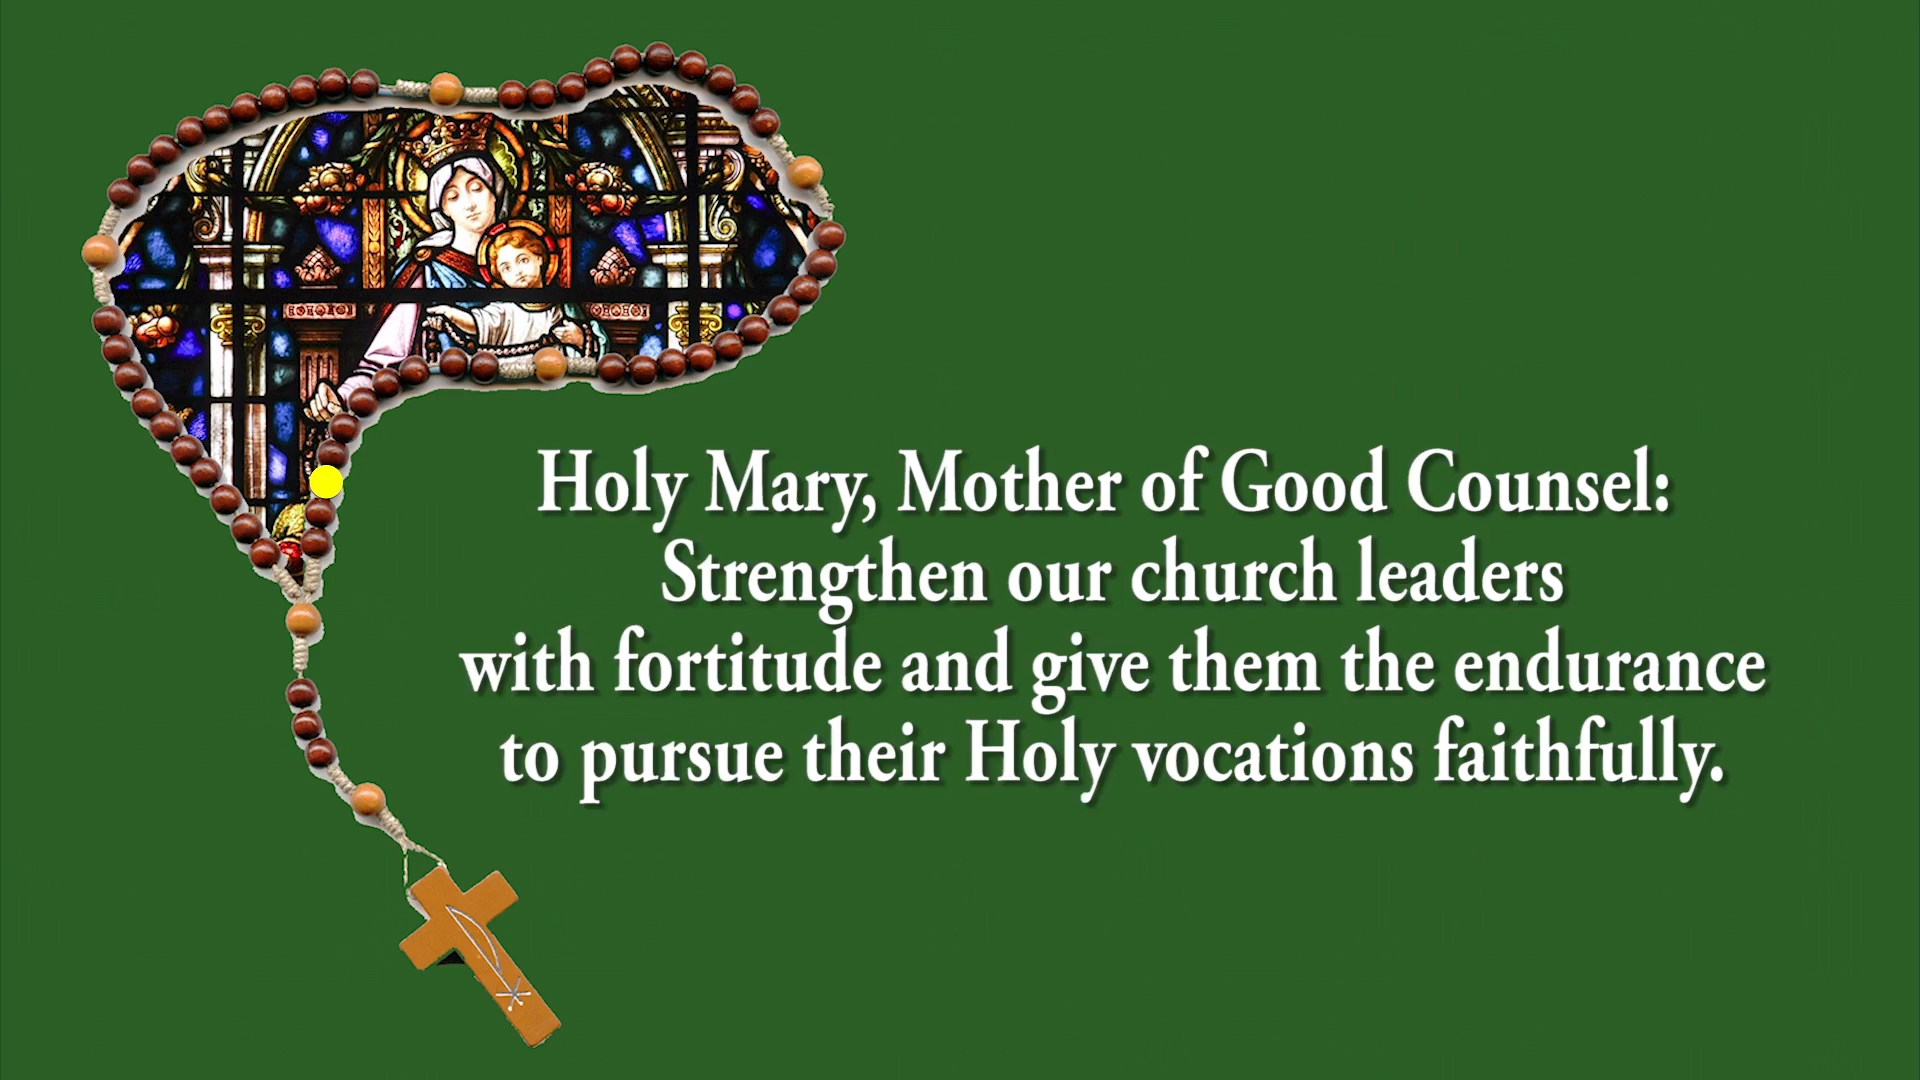 Holy Mary, Mother of Good Counsel:
Strengthen our church leaders
with fortitude and give them the endurance
to pursue their Holy vocations faithfully.